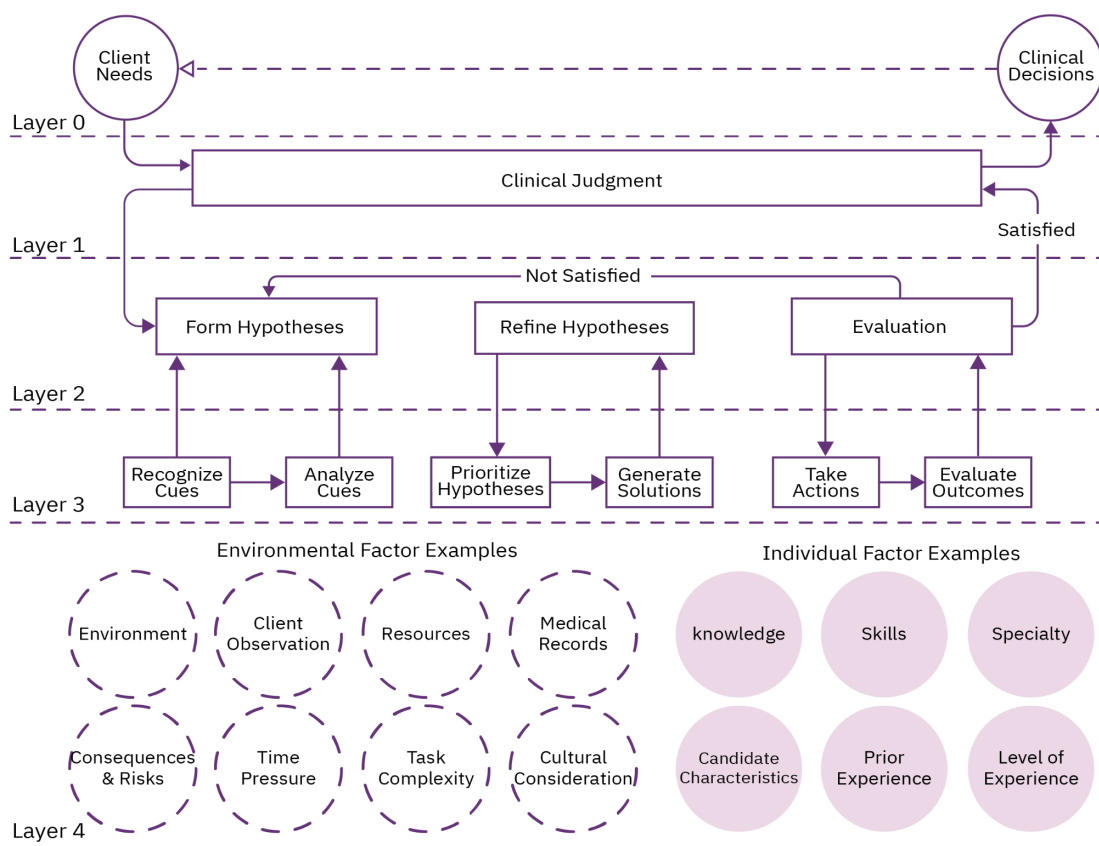 Client
Needs
Clinical
Decisions
Layer 0
Clinical Judgment
Layer 1
Satisfied
Not Satisfied
Form Hypotheses
Refine Hypotheses
Evaluation
Layer 2
Recognize
Cues
Analyze
Cues
Prioritize
Hypotheses
Generate
Solutions
Take
Actions
Evaluate
Outcomes
Layer 3
Environmental Factor Examples
Individual Factor Examples
Environment
Client
Observation
Resources
Medical
Records
knowledge
Skills
Specialty
Consequences
& Risks
Time
Pressure
Task
Complexity
Cultural
Consideration
Candidate
Characteristics
Prior
Experience
Level of
Experience
Layer 4